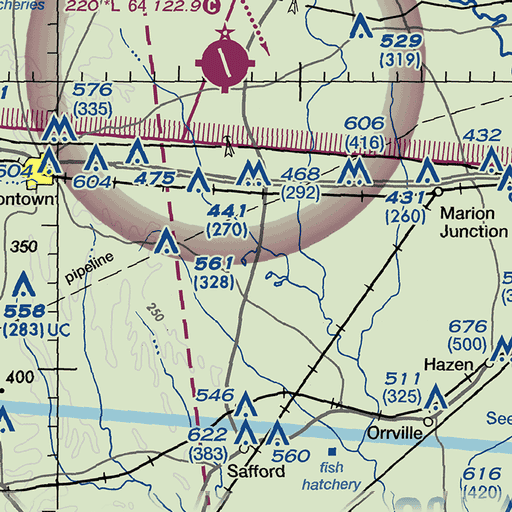 cheries
220 *L 64 122.9 C
529
(319)
576
(335)
606
(416)
432
604
604
475
468
(292)
431
(260)
ontown
441
(270)
Marion
Junction
350
pipeline
561
(328)
558
(283) UC
250
676
(500)
Hazen
400
511
(325)
546
622
(383)
560
Orrville
See
Safford
fish
hatchery
616
(420)